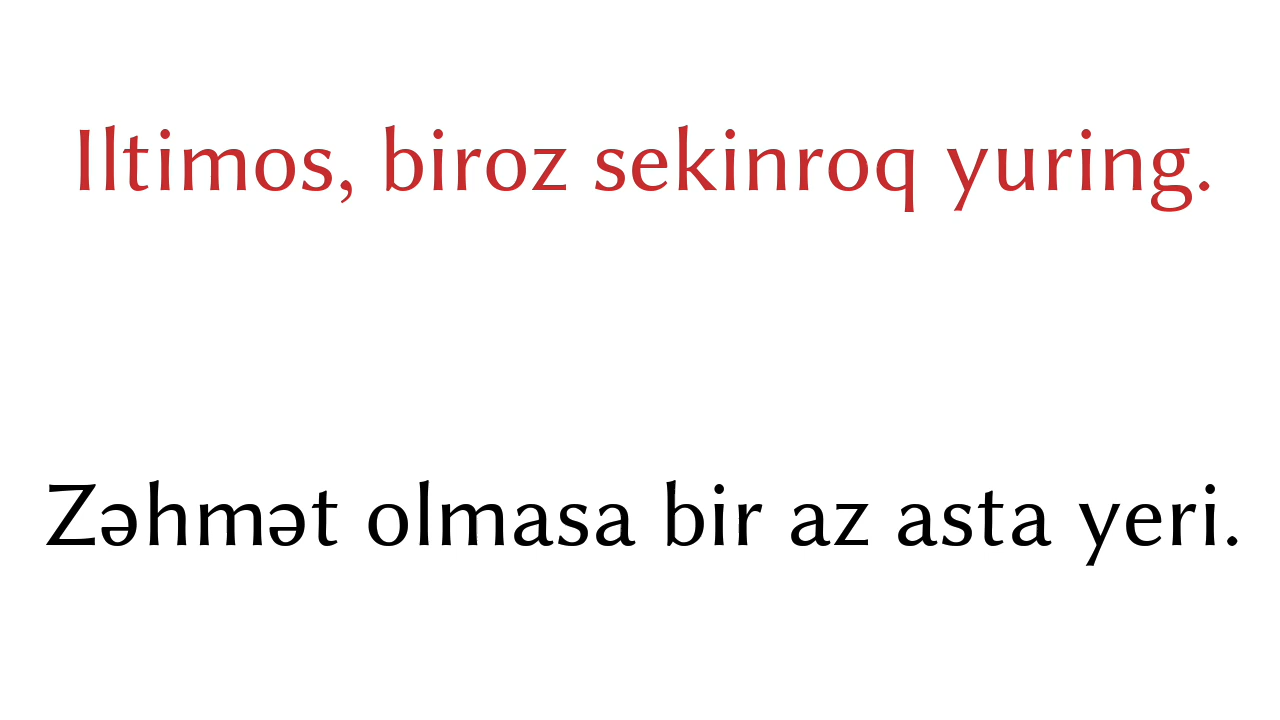 Iltimos, biroz sekinroq yuring.
Zəhmət olmasa bir az asta yeri.